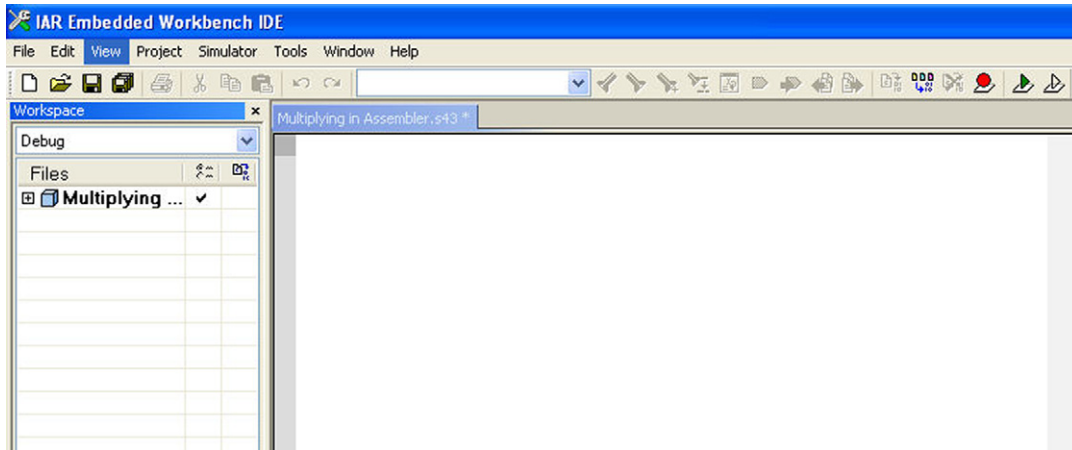 IAR Embedded Workbench IDE
File Edit View Project Simulator Tools Window Help
Workspace
Multiplying in Assembler.s43 *
Debug
Files
Multiplying ...